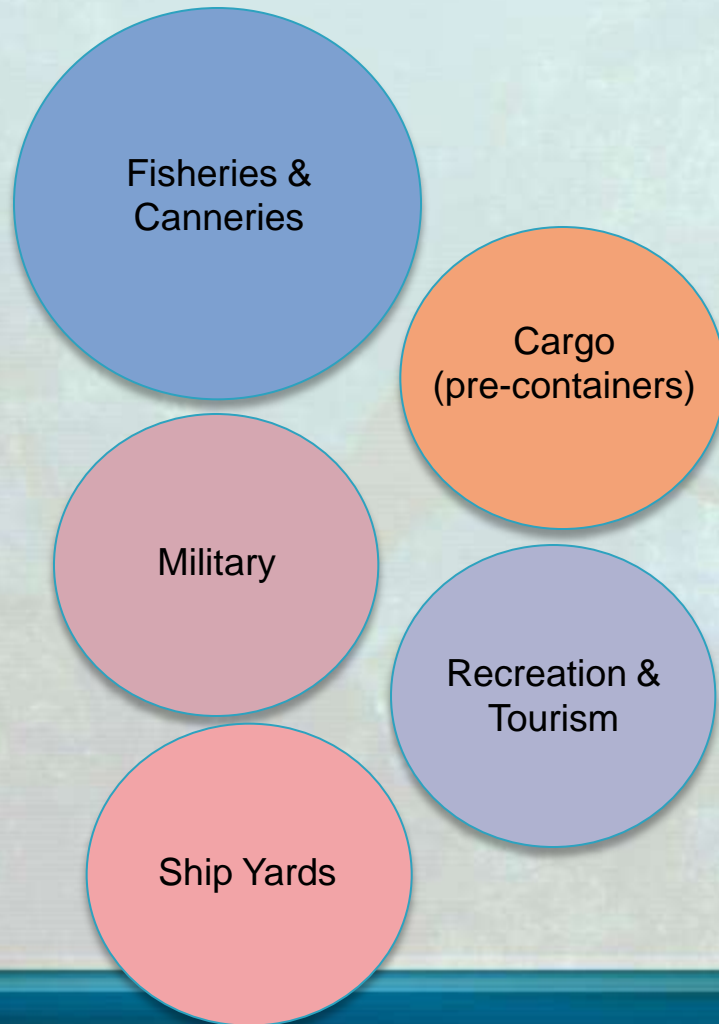 Fisheries &
Canneries
Cargo
(pre-containers)
Military
Recreation &
Tourism
Ship Yards